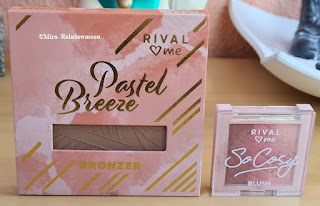 ©Mira- Rainbowmoon
RIVAL
♡me
Pastel
Breeze
BRONZER
RIVAL
♡me
So Cosy
BLUSH